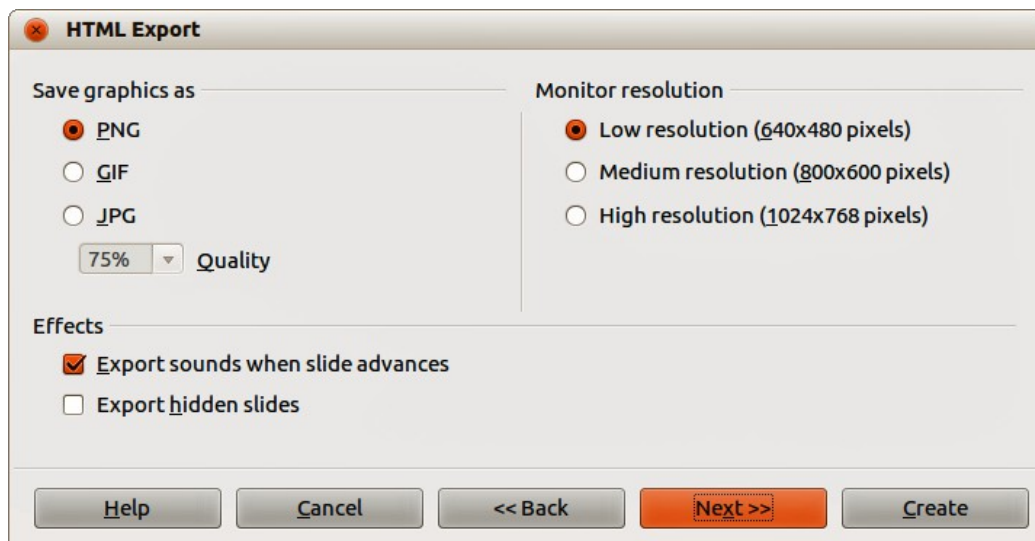 HTML Export
Save graphics as
PNG
GIF
JPG
75% Quality
Monitor resolution
Low resolution (640x480 pixels)
Medium resolution (800x600 pixels)
High resolution (1024x768 pixels)
Effects
Export sounds when slide advances
Export hidden slides
Help
Cancel
<< Back
Next >>
Create